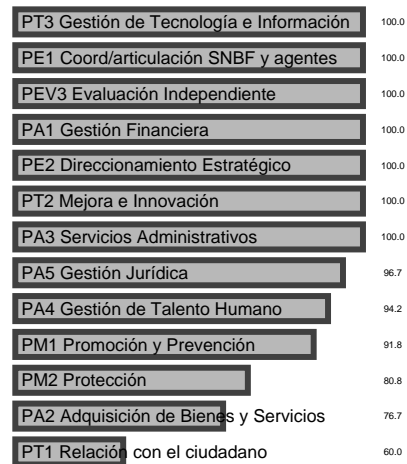 PT3 Gestión de Tecnología e Información 100.0
PE1 Coord/articulación SNBF y agentes 100.0
PEV3 Evaluación Independiente 100.0
PA1 Gestión Financiera 100.0
PE2 Direccionamiento Estratégico 100.0
PT2 Mejora e Innovación 100.0
PA3 Servicios Administrativos 100.0
PA5 Gestión Jurídica 96.7
PA4 Gestión de Talento Humano 94.2
PM1 Promoción y Prevención 91.8
PM2 Protección 80.8
PA2 Adquisición de Bienes y Servicios 76.7
PT1 Relación con el ciudadano 60.0